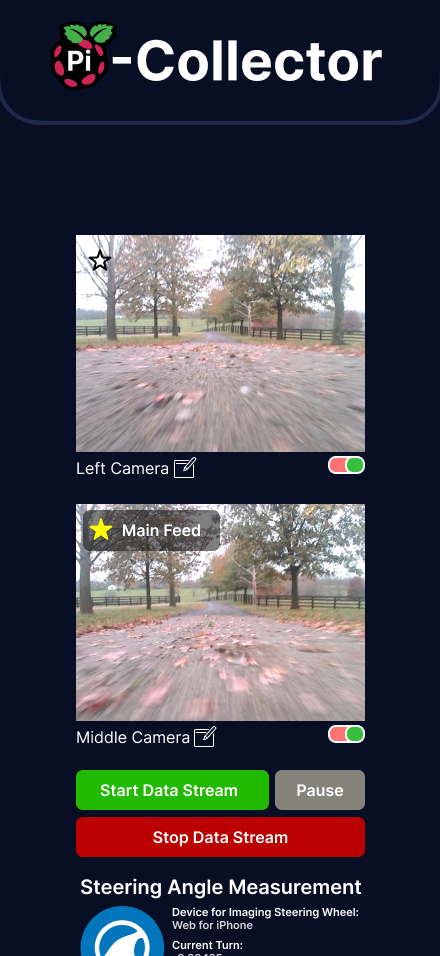 Pi-Collector
Left Camera
Main Feed
Middle Camera
Start Data Stream
Pause
Stop Data Stream
Steering Angle Measurement
Device for Imaging Steering Wheel:
Web for iPhone
Current Turn: